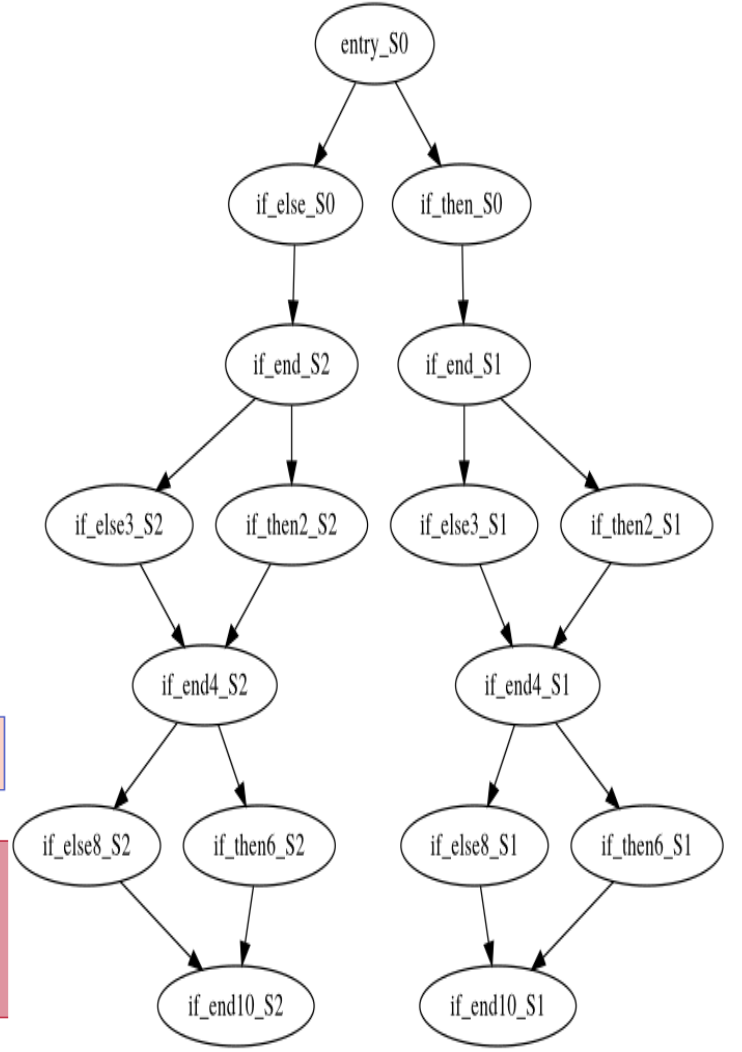 entry_S0
if_else_S0
if_then_S0
if_end_S2
if_end_S1
if_else3_S2
if_then2_S2
if_else3_S1
if_then2_S1
if_end4_S2
if_end4_S1
if_else8_S2
if_then6_S2
if_else8_S1
if_then6_S1
if_end10_S2
if_end10_S1